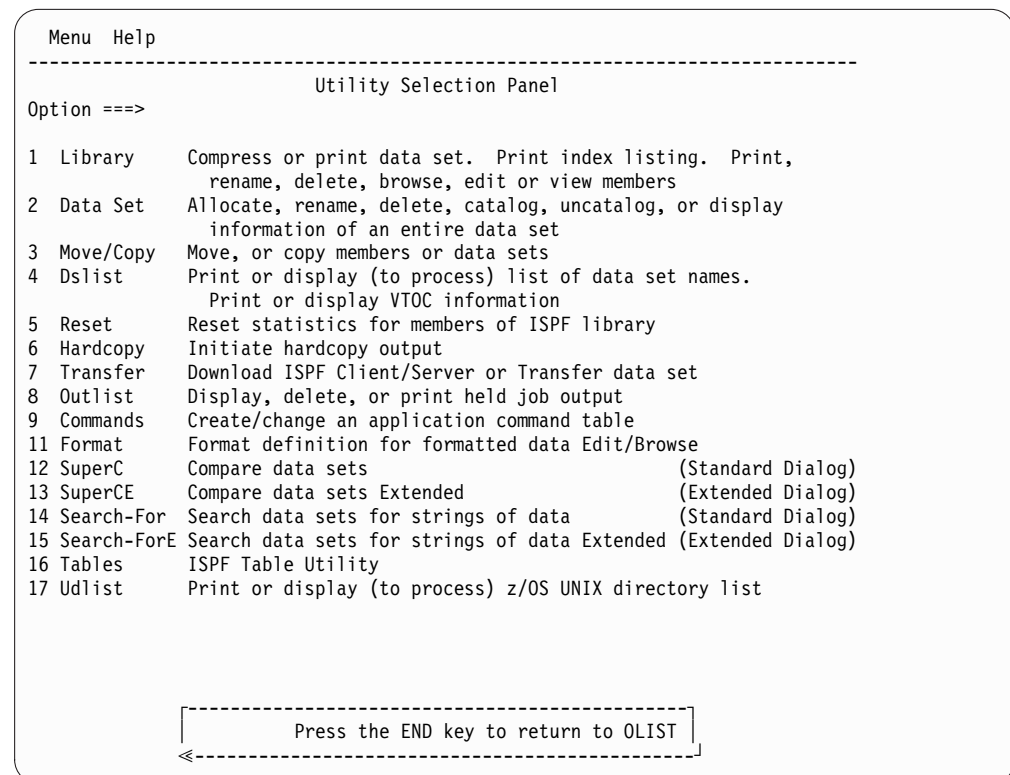 Menu Help
-------------------------------------------------------------------------------
Utility Selection Panel
Option ===>
1 Library Compress or print data set. Print index listing. Print,
rename, delete, browse, edit or view members
2 Data Set Allocate, rename, delete, catalog, uncatalog, or display
information of an entire data set
3 Move/Copy Move, or copy members or data sets
4 Dslist Print or display (to process) list of data set names.
Print or display VTOC information
5 Reset Reset statistics for members of ISPF library
6 Hardcopy Initiate hardcopy output
7 Transfer Download ISPF Client/Server or Transfer data set
8 Outlist Display, delete, or print held job output
9 Commands Create/change an application command table
11 Format Format definition for formatted data Edit/Browse
12 SuperC Compare data sets (Standard Dialog)
13 SuperCE Compare data sets Extended (Extended Dialog)
14 Search-For Search data sets for strings of data (Standard Dialog)
15 Search-ForE Search data sets for strings of data Extended (Extended Dialog)
16 Tables ISPF Table Utility
17 Udlist Print or display (to process) z/OS UNIX directory list
Press the END key to return to OLIST